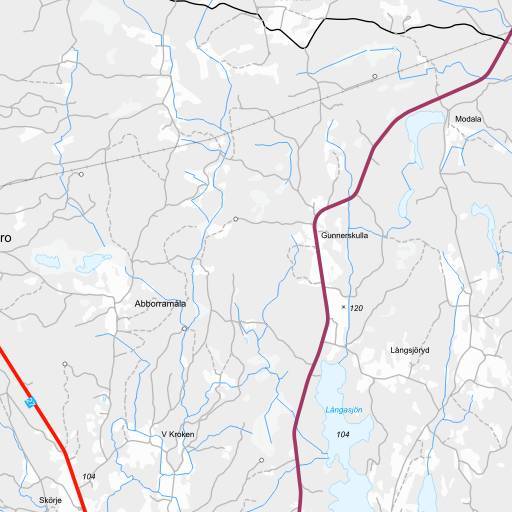 Modala
Gunnerskulla
ro
Abborramåla
120
Långsjöryd
Långasjön
104
V Kroken
104
Skörje